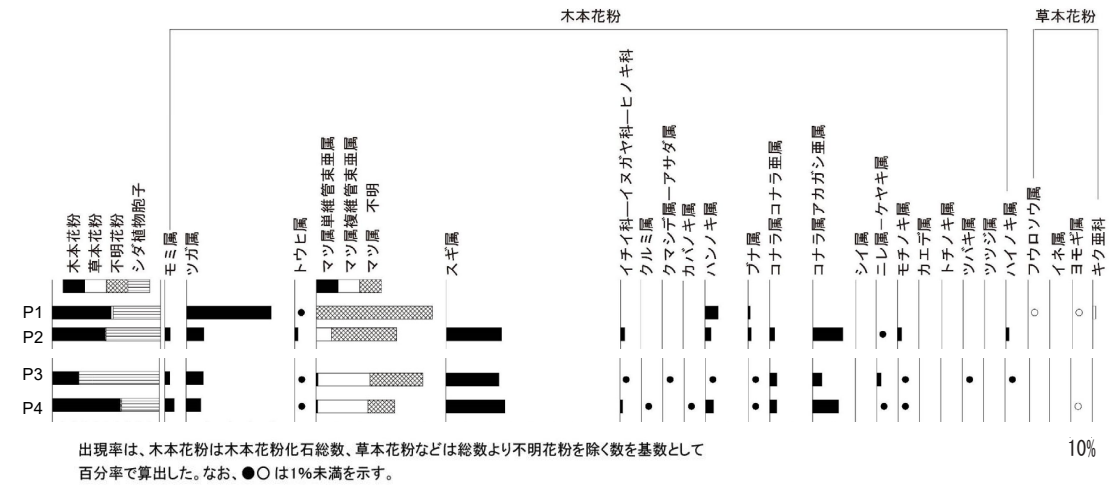 木本花粉
草本花粉
木本花粉
草本花粉
不明花粉
シダ植物胞子
モミ属
ツガ属
トウヒ属
マツ属単維管束亜属
マツ属複維管束亜属
マツ属 不明
スギ属
イチイ科―イヌガヤ科―ヒノキ科
クルミ属
クマシデ属―アサダ属
カバノキ属
ハンノキ属
ブナ属
コナラ属コナラ亜属
コナラ属アカガシ亜属
シイ属
ニレ属―ケヤキ属
モチノキ属
カエデ属
トチノキ属
ツバキ属
ツツジ属
ハイノキ属
フウロソウ属
イネ属
ヨモギ属
キク亜科
P1
P2
P3
P4
出現率は、木本花粉は木本花粉化石総数、草本花粉などは総数より不明花粉を除く数を基数として
百分率で算出した。なお、●○は1%未満を示す。
10%